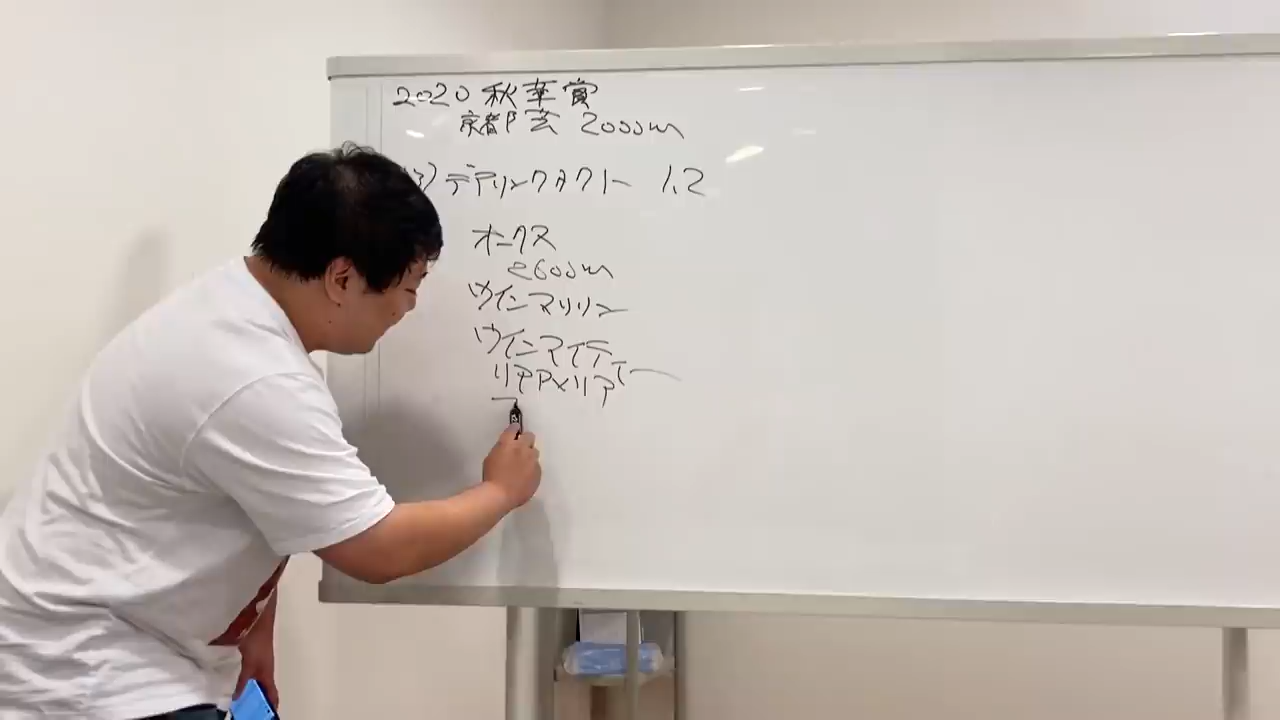 2020 秋華賞
京都芝 2000m
3) デアリングタクト 1.2
オークス
2600m
ウインマリリン
ウインマイティー
リアアメリア